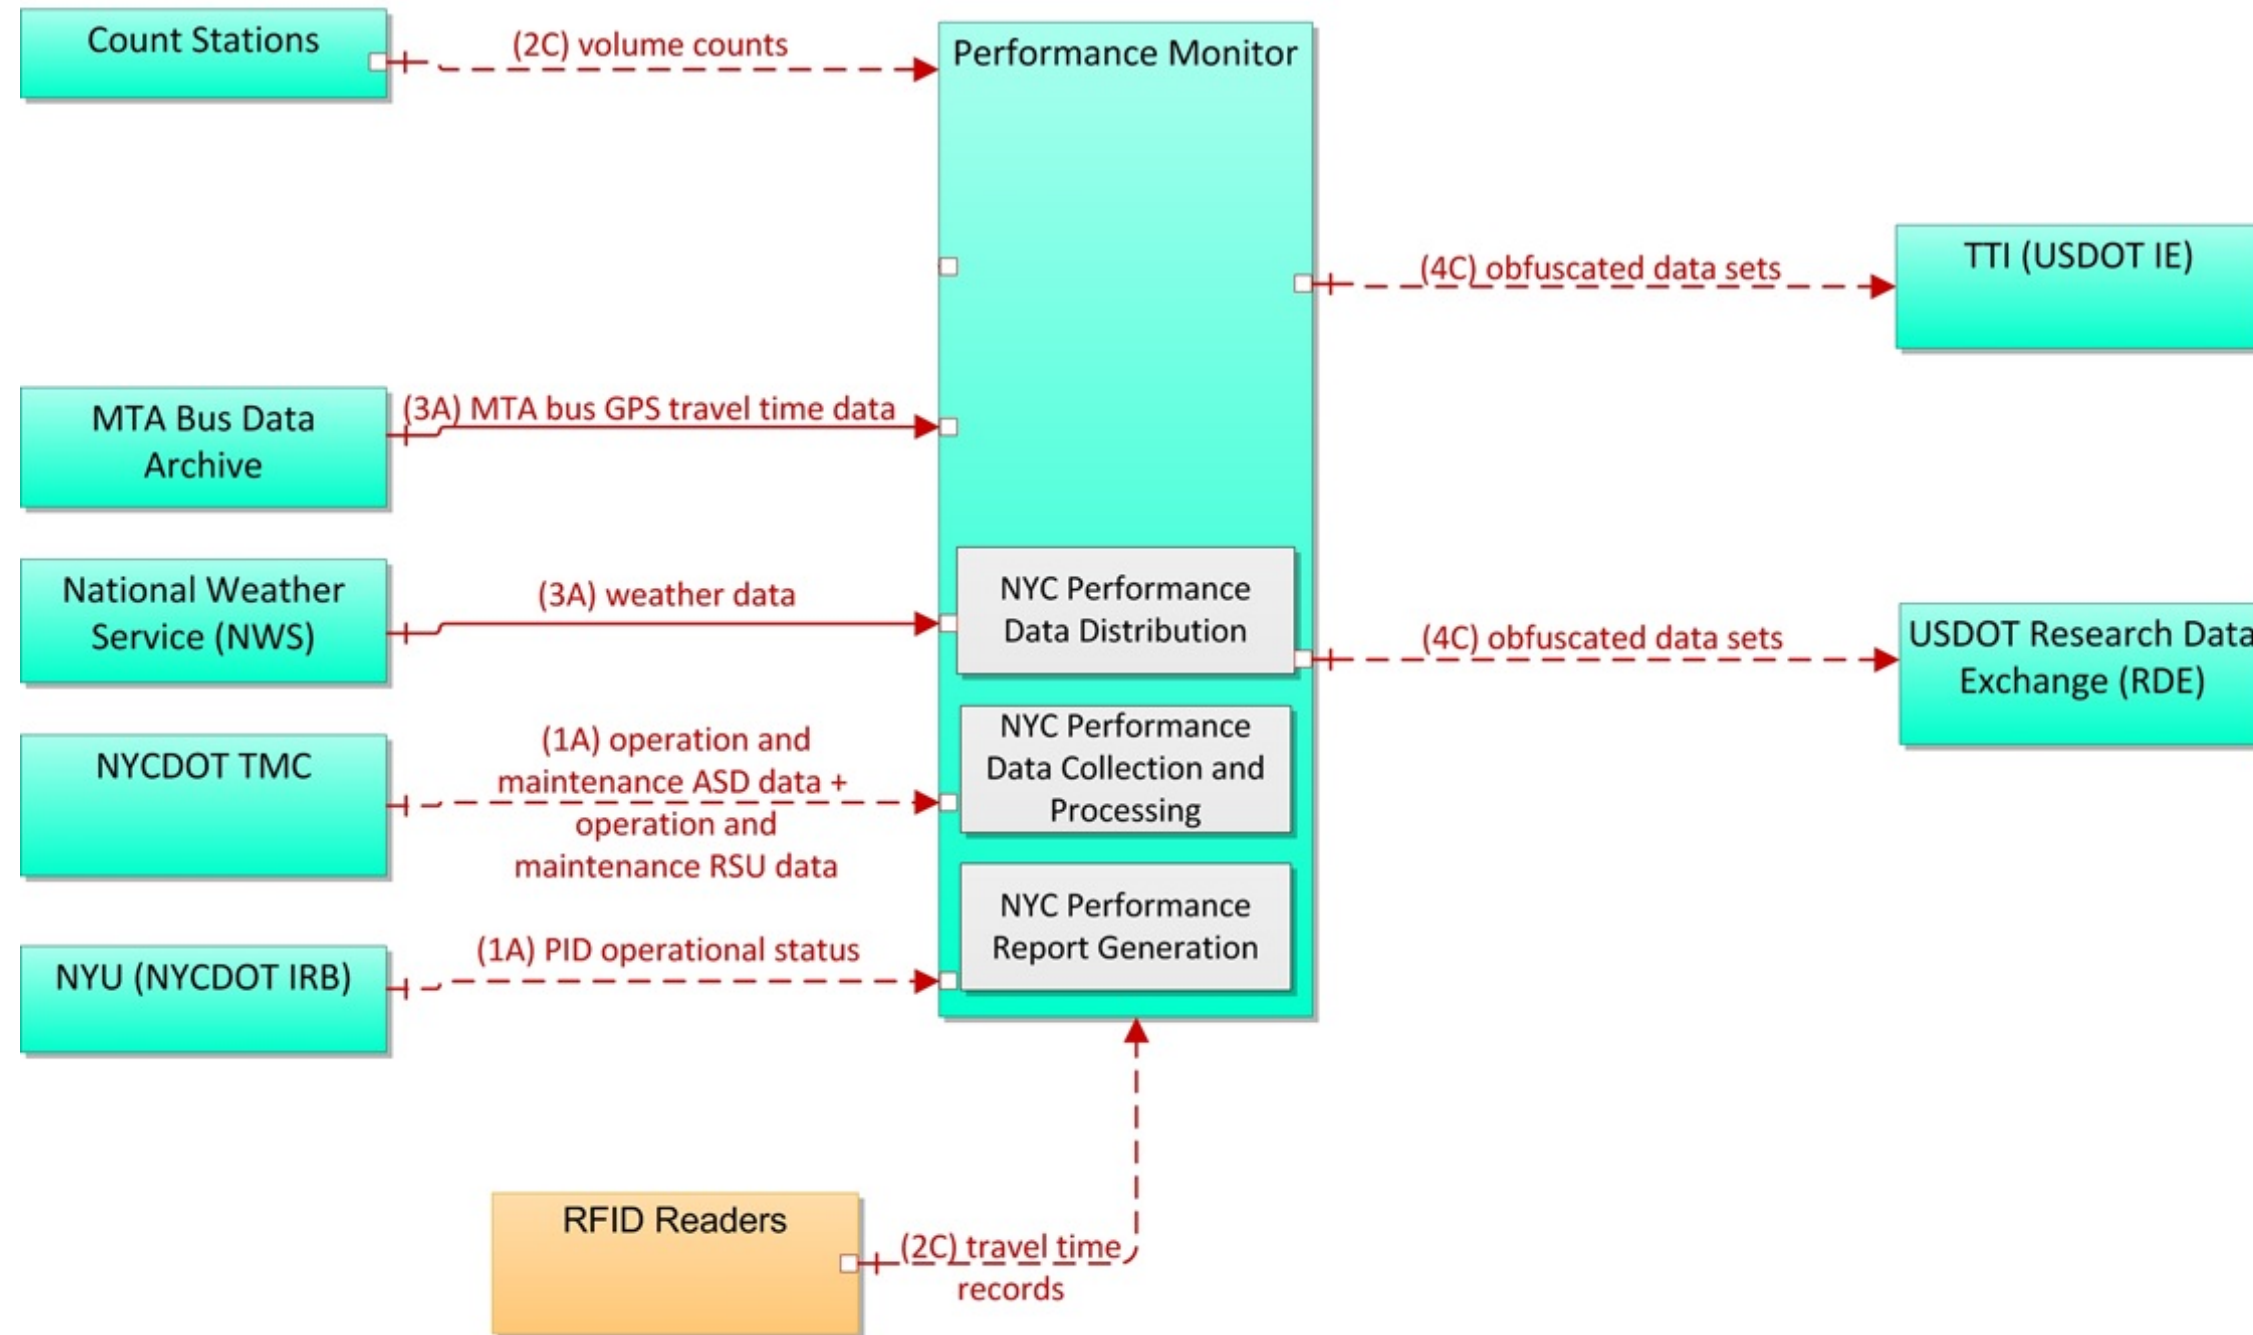 Count Stations
(2C) volume counts
Performance Monitor
(4C) obfuscated data sets
TTI (USDOT IE)
MTA Bus Data
Archive
(3A) MTA bus GPS travel time data
National Weather
Service (NWS)
(3A) weather data
NYC Performance
Data Distribution
(4C) obfuscated data sets
USDOT Research Data
Exchange (RDE)
NYCDOT TMC
(1A) operation and
maintenance ASD data +
operation and
maintenance RSU data
NYC Performance
Data Collection and
Processing
NYU (NYCDOT IRB)
(1A) PID operational status
NYC Performance
Report Generation
RFID Readers
(2C) travel time
records